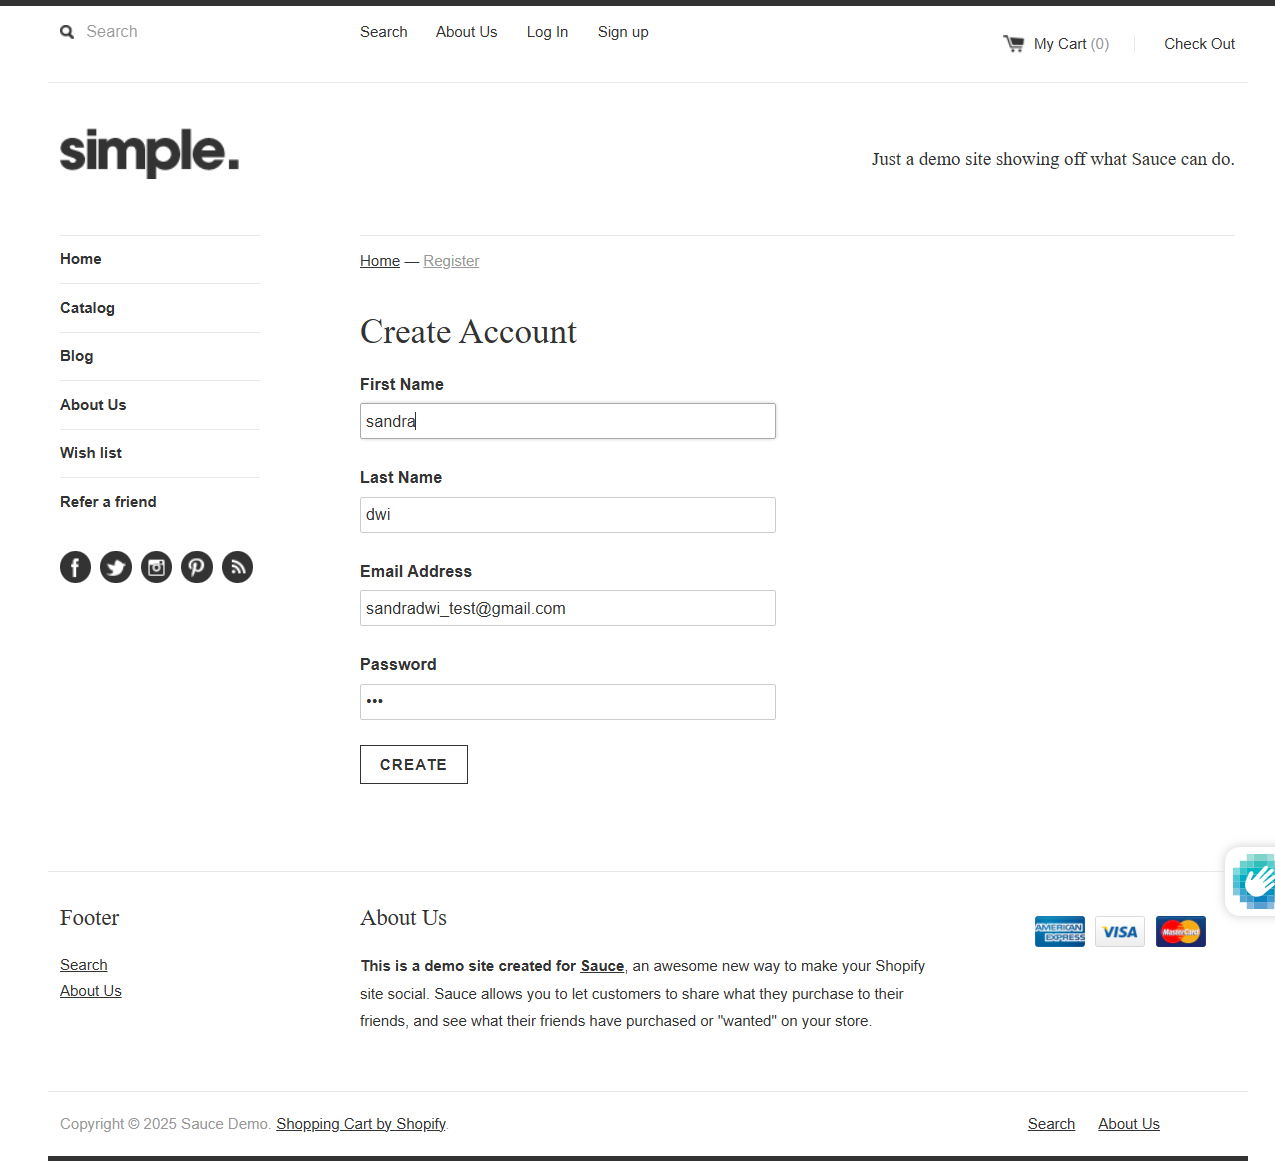 Search
Search About Us Log In Sign up
My Cart (0) Check Out
simple.
Just a demo site showing off what Sauce can do.
Home
Catalog
Blog
About Us
Wish list
Refer a friend
Home — Register
Create Account
First Name
sandra
Last Name
dwi
Email Address
sandradwi_test@gmail.com
Password
•••
CREATE
Footer
Search
About Us
About Us
This is a demo site created for Sauce, an awesome new way to make your Shopify
site social. Sauce allows you to let customers to share what they purchase to their
friends, and see what their friends have purchased or "wanted" on your store.
AMERICAN
EXPRESS
VISA
MasterCard
Copyright © 2025 Sauce Demo. Shopping Cart by Shopify.
Search About Us